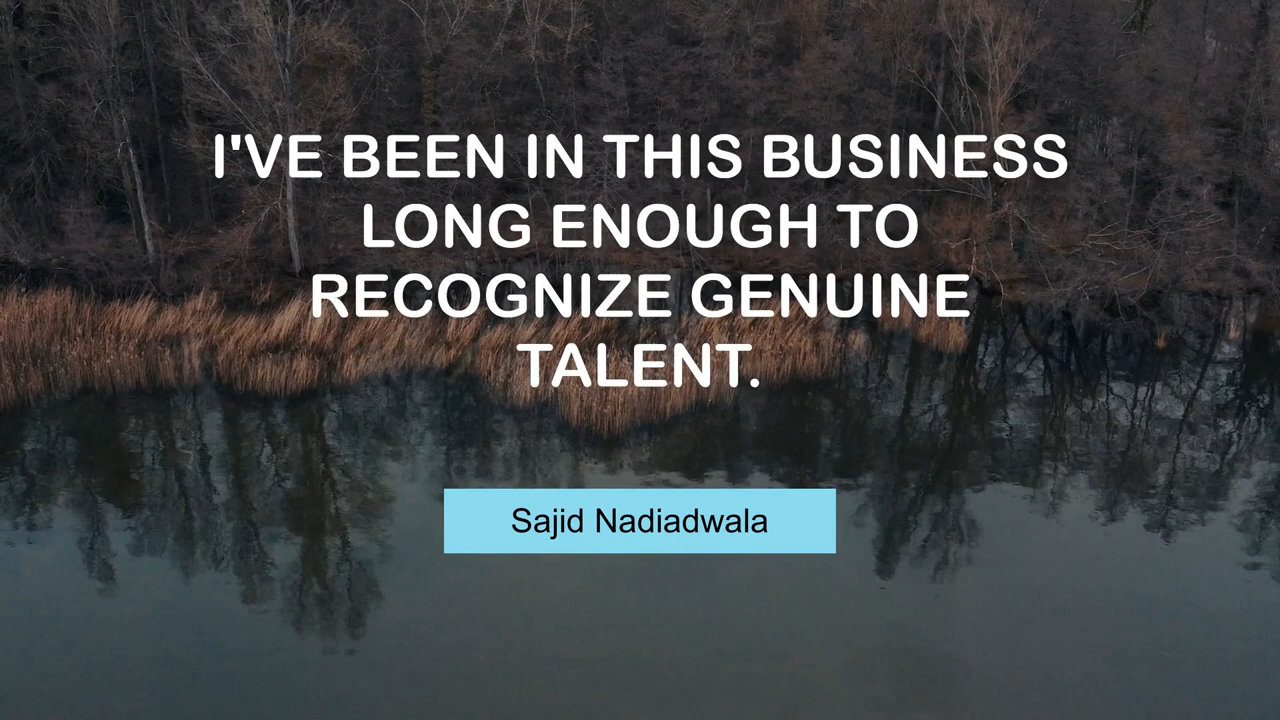 I'VE BEEN IN THIS BUSINESS
LONG ENOUGH TO
RECOGNIZE GENUINE
TALENT.
Sajid Nadiadwala